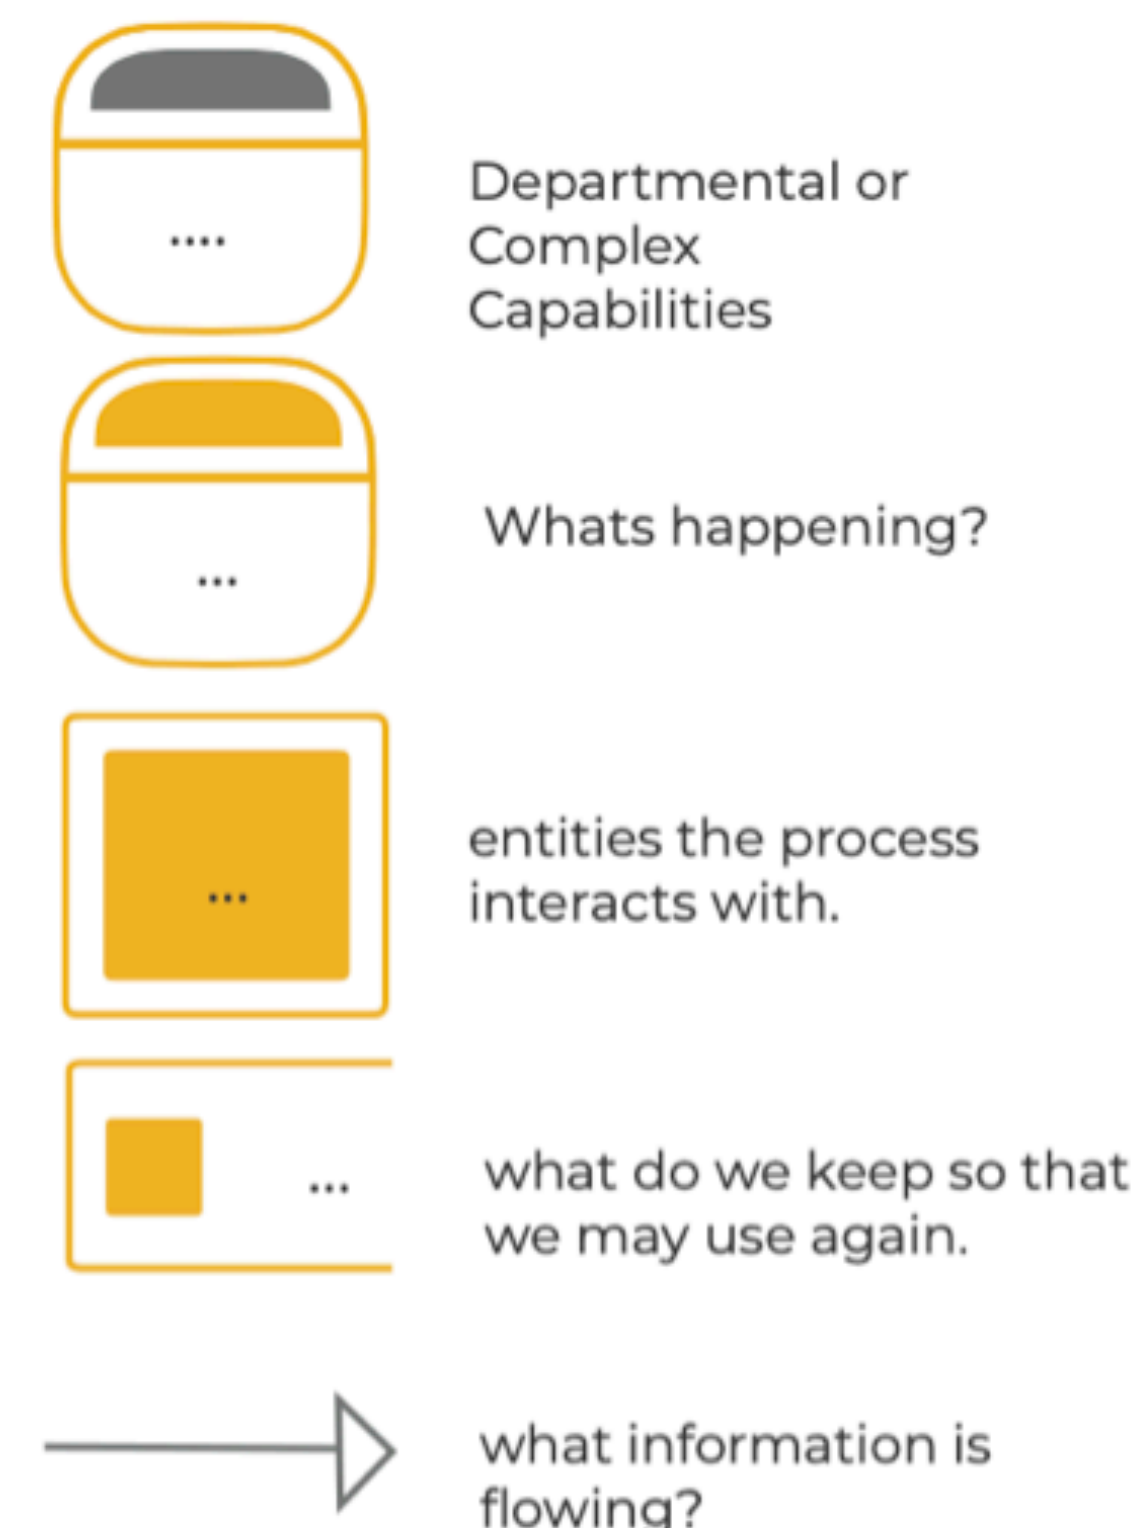 ....
Departmental or
Complex
Capabilities
...
Whats happening?
...
entities the process
interacts with.
...
what do we keep so that
we may use again.
what information is
flowing?